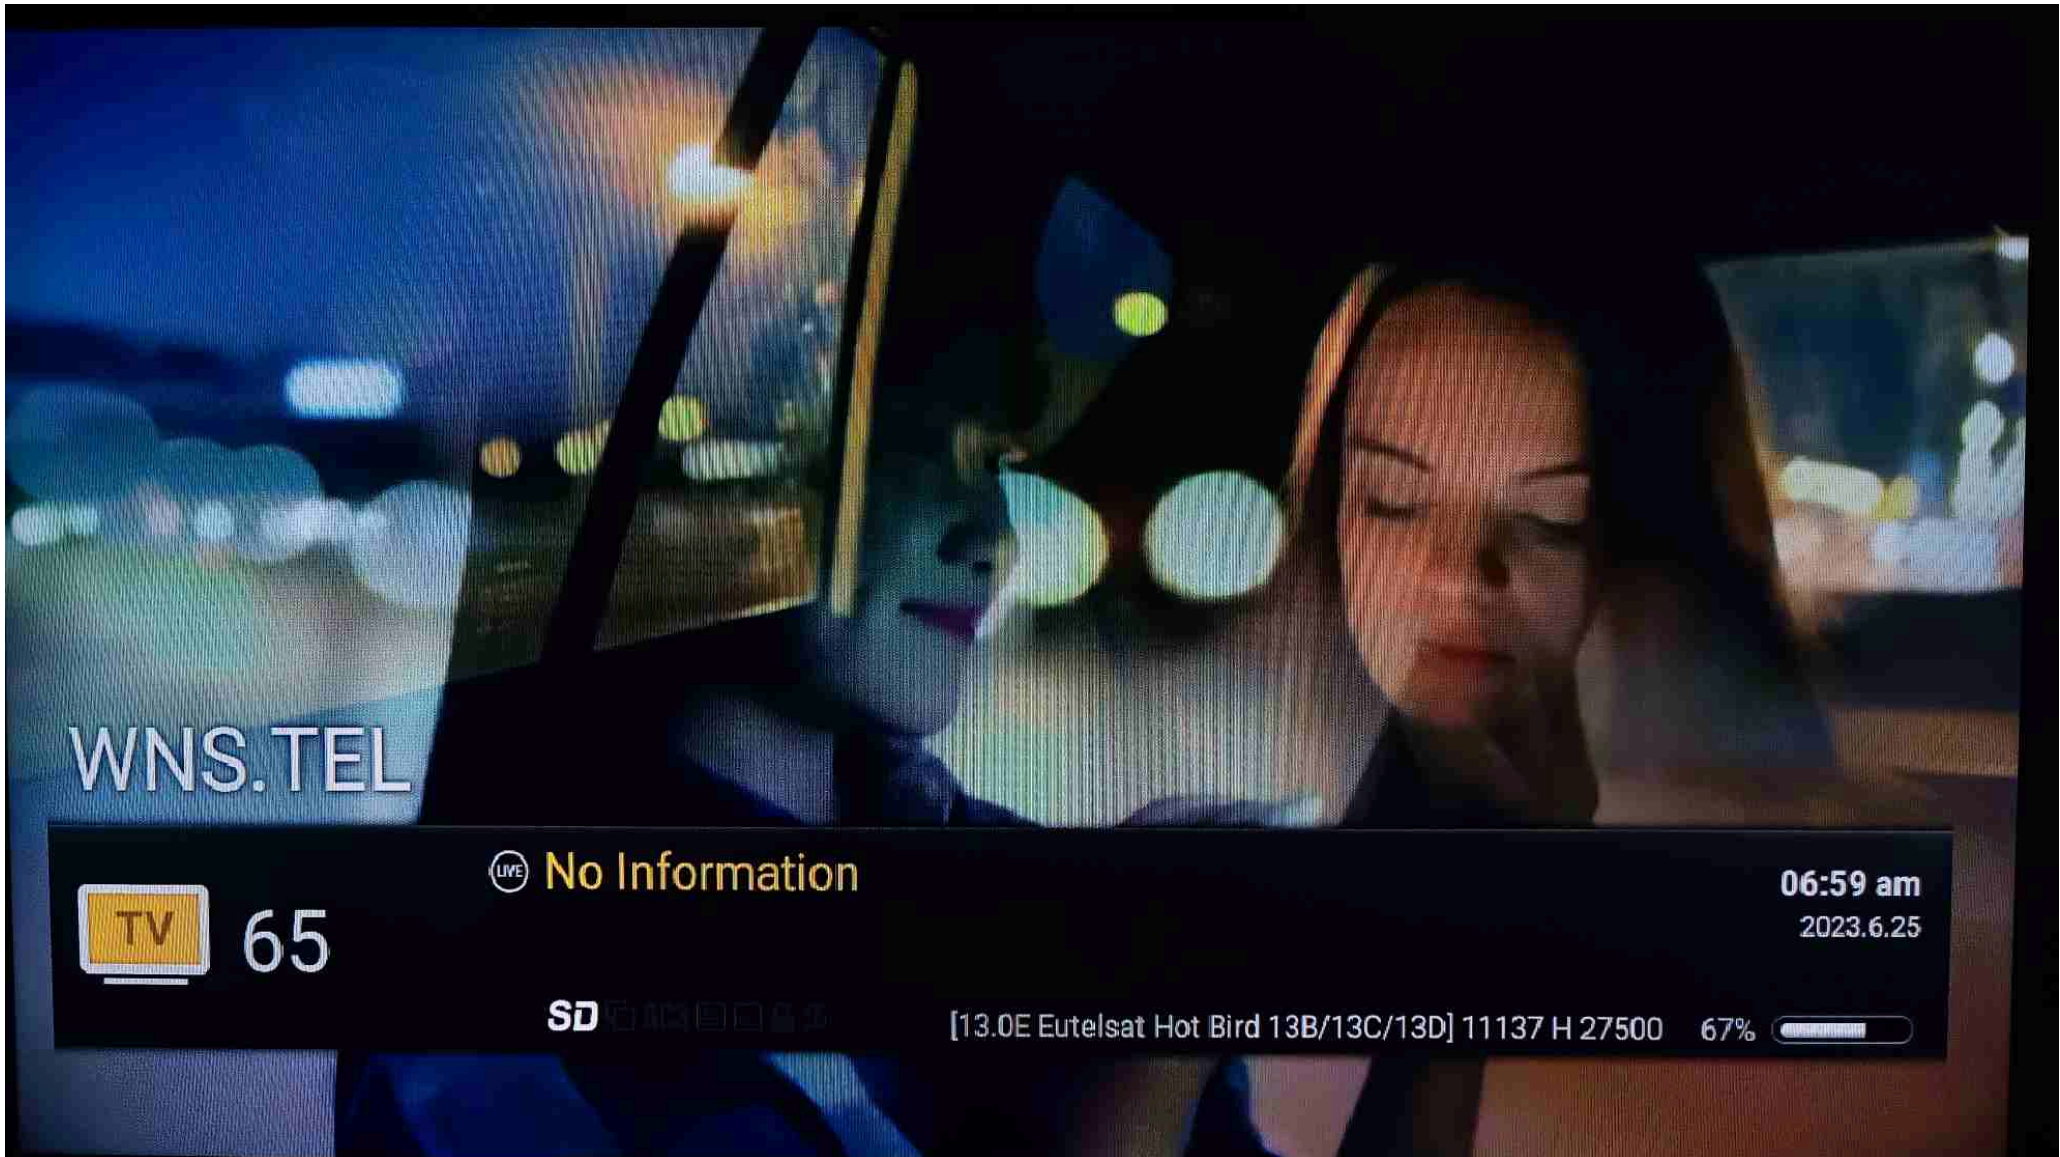 WNS.TEL
LIVE No Information
TV 65
06:59 am
2023.6.25
SD
[13.0E Eutelsat Hot Bird 13B/13C/13D] 11137 H 27500 67%